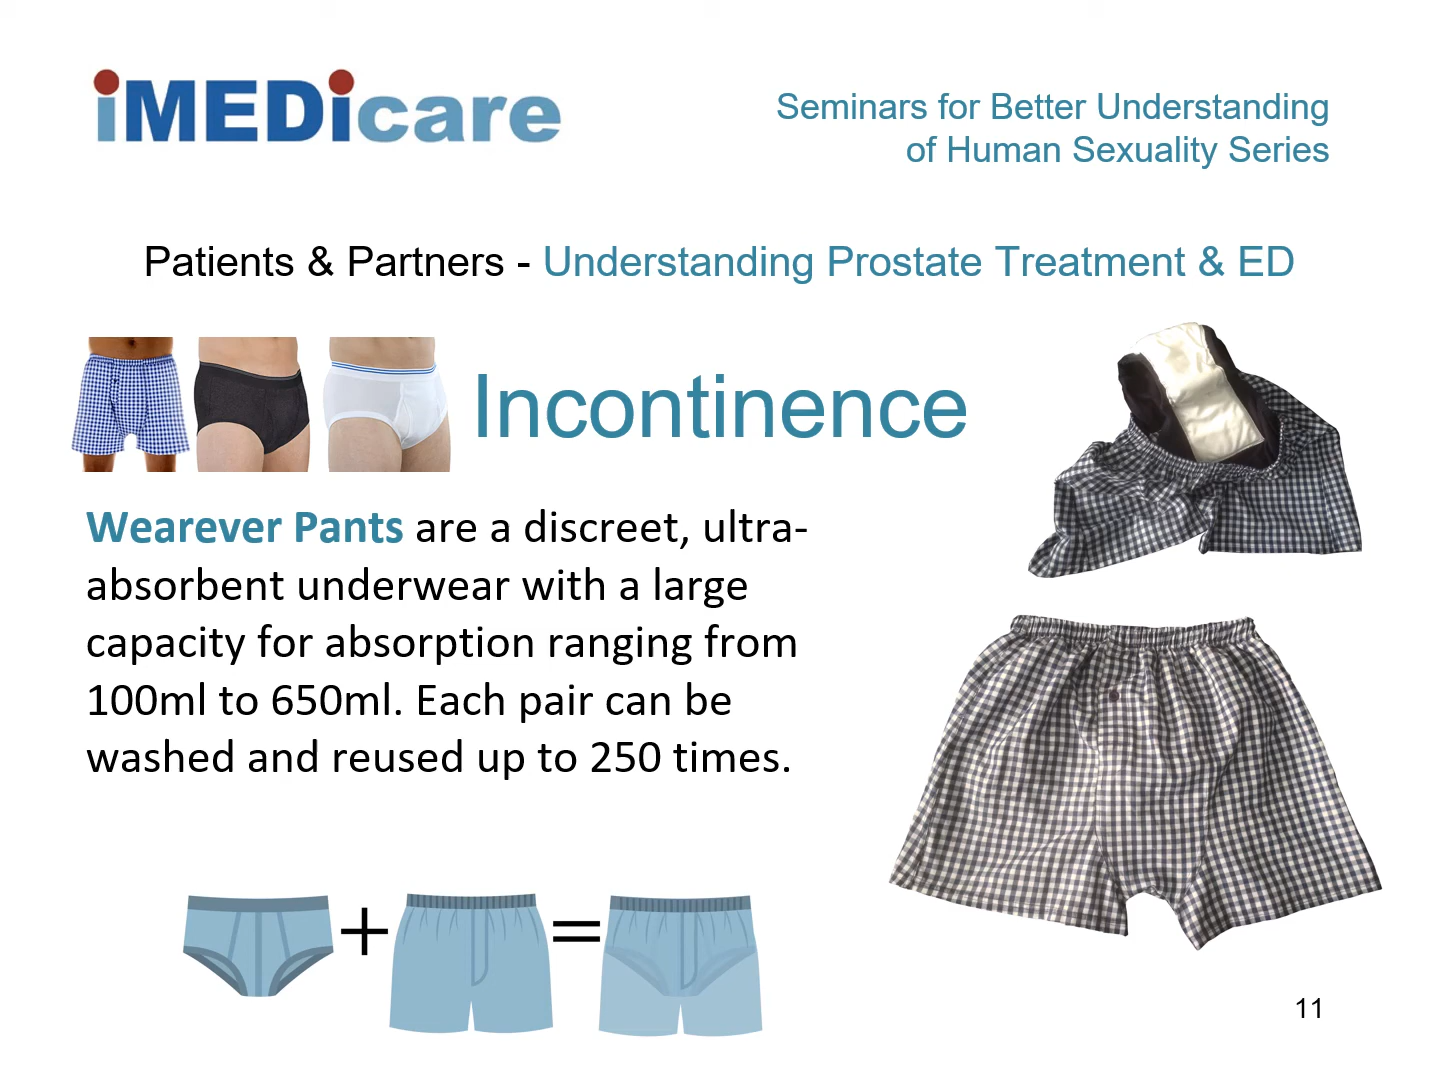 iMEDicare
Seminars for Better Understanding
of Human Sexuality Series
Patients & Partners - Understanding Prostate Treatment & ED
Incontinence
Wearever Pants are a discreet, ultra-
absorbent underwear with a large
capacity for absorption ranging from
100ml to 650ml. Each pair can be
washed and reused up to 250 times.
+ =
11